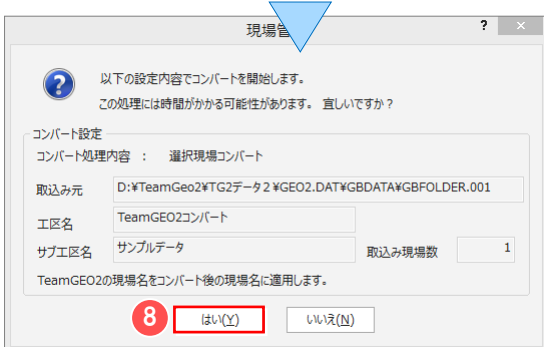 現場管
? ×
以下の設定内容でコンバートを開始します。
この処理には時間がかかる可能性があります。 宜しいですか?
コンバート設定
コンバート処理内容 : 選択現場コンバート
取込み元 D:¥TeamGeo2¥TG2データ2¥GEO2.DAT¥GBDATA¥GBFOLDER.001
工区名 TeamGEO2コンバート
サブ工区名 サンプルデータ 取込み現場数 1
TeamGEO2の現場名をコンバート後の現場名に適用します。
8 はい(Y) いいえ(N)